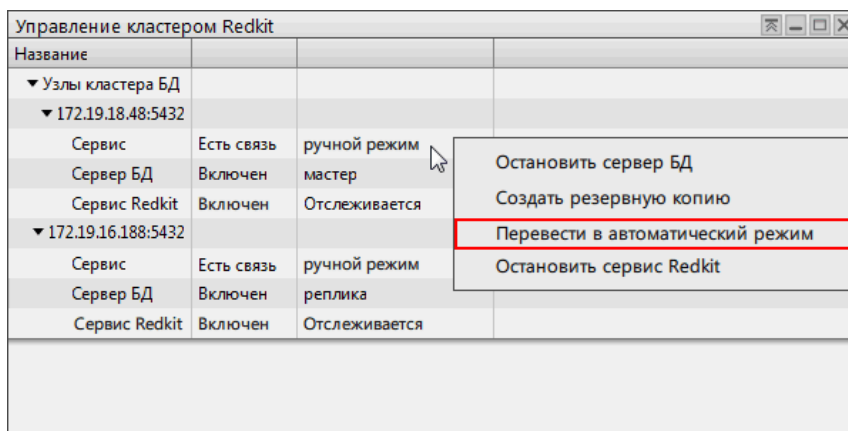 Управление кластером Redkit
Название
Узлы кластера БД
172.19.18.48:5432
Сервис Есть связь ручной режим
Остановить сервер БД
Сервер БД Включен мастер
Создать резервную копию
Сервис Redkit Включен Отслеживается
172.19.16.188:5432
Перевести в автоматический режим
Сервис Есть связь ручной режим
Остановить сервис Redkit
Сервер БД Включен реплика
Сервис Redkit Включен Отслеживается